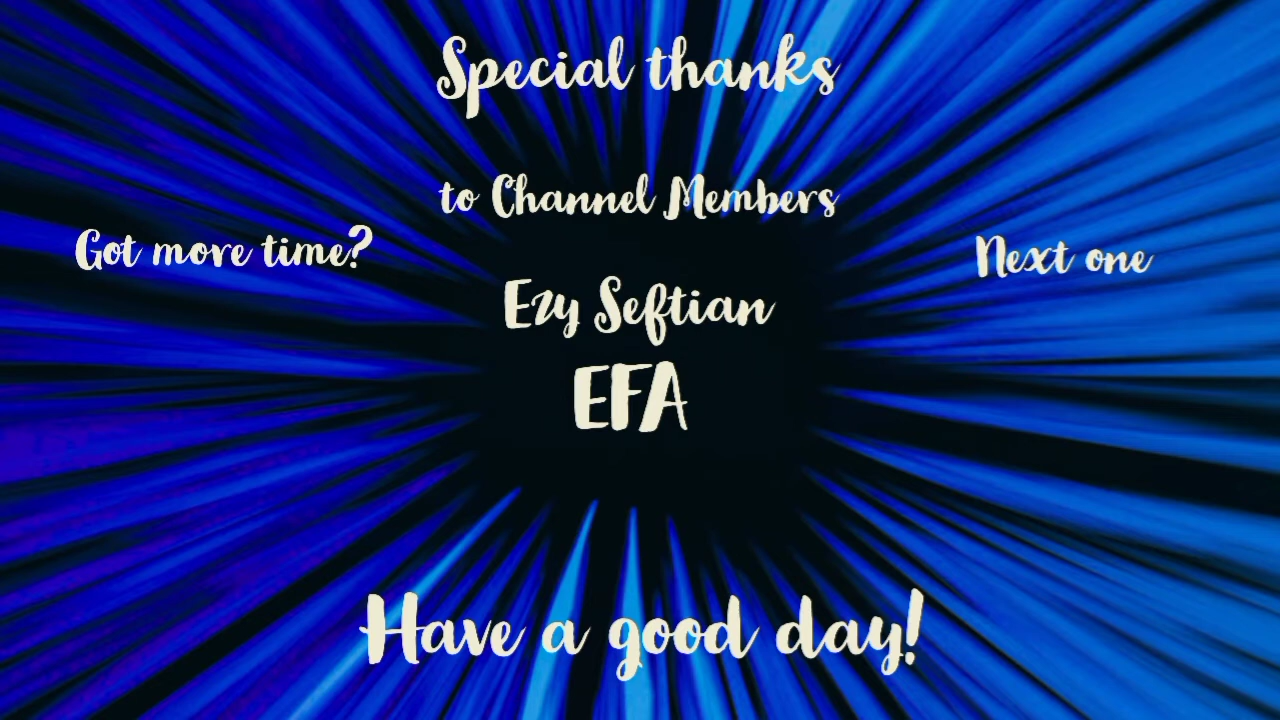 Special thanks
to Channel Members
Got more time?
Next one
Ezy Seftian
EFA
Have a good day!